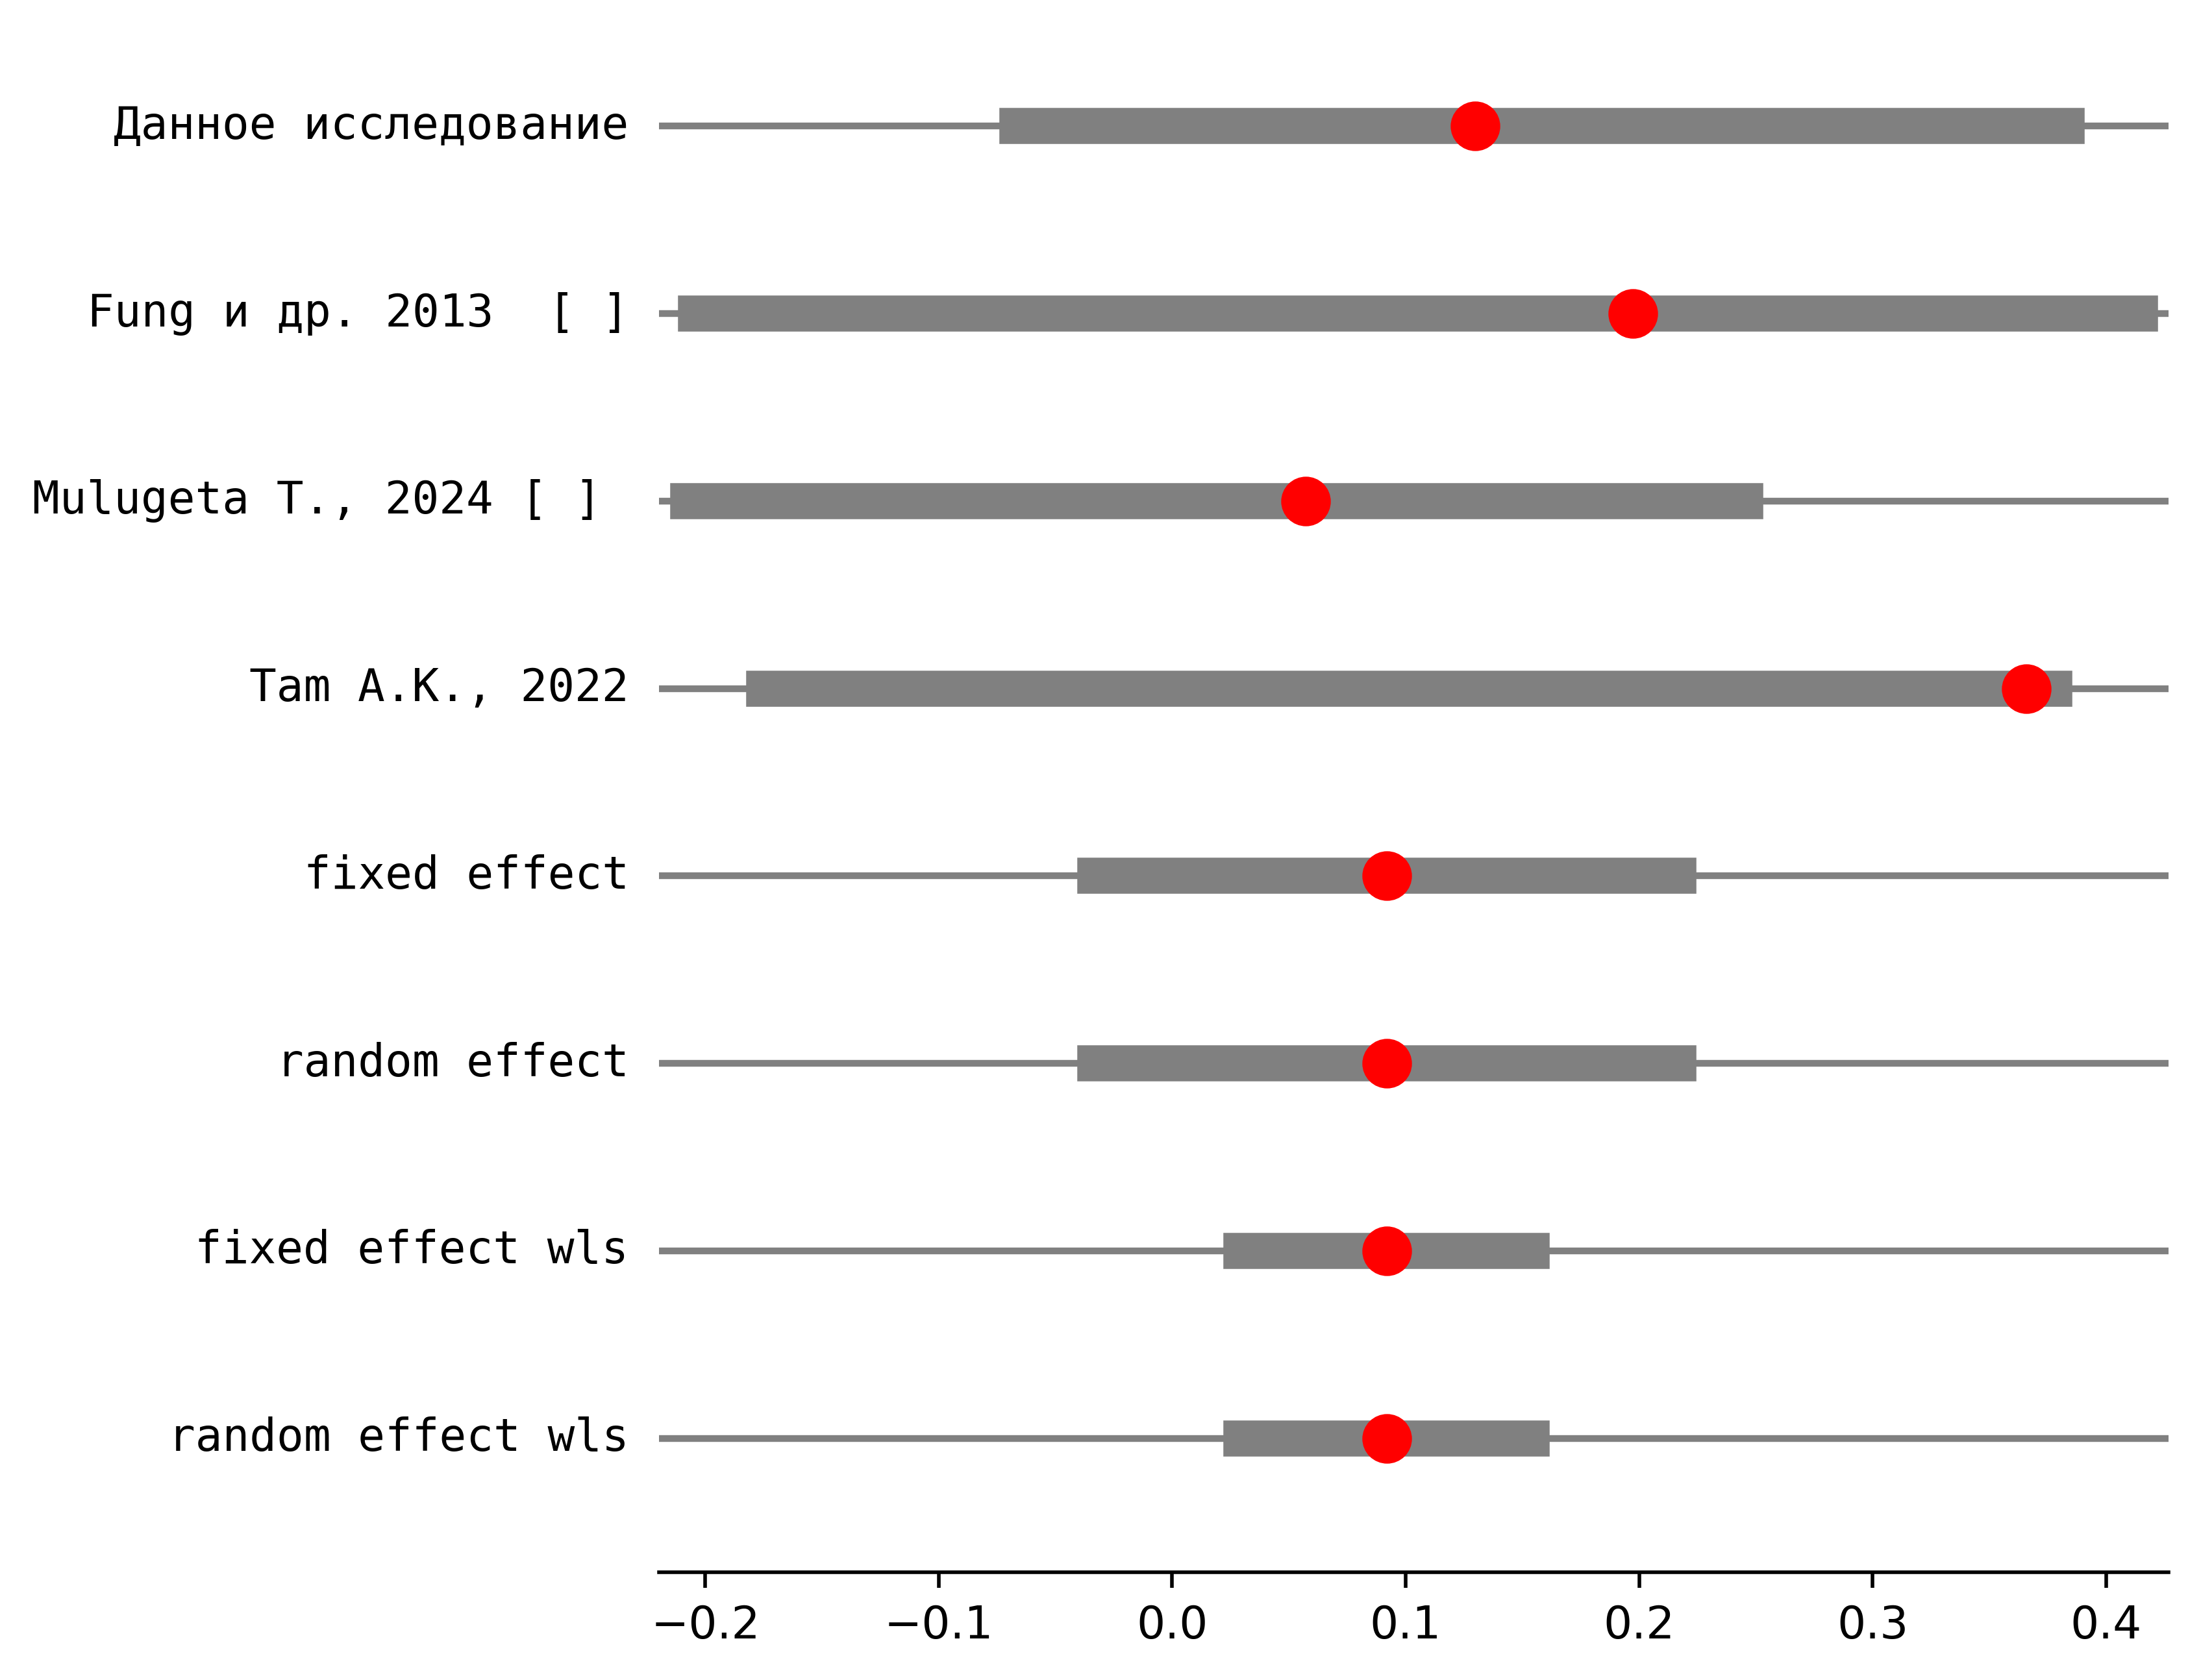 Данное исследование
Fung и др. 2013  [ ]
Mulugeta T., 2024 [ ]
Tam A.K., 2022
fixed effect
random effect
fixed effect wls
random effect wls
−0.2 −0.1 0.0 0.1 0.2 0.3 0.4